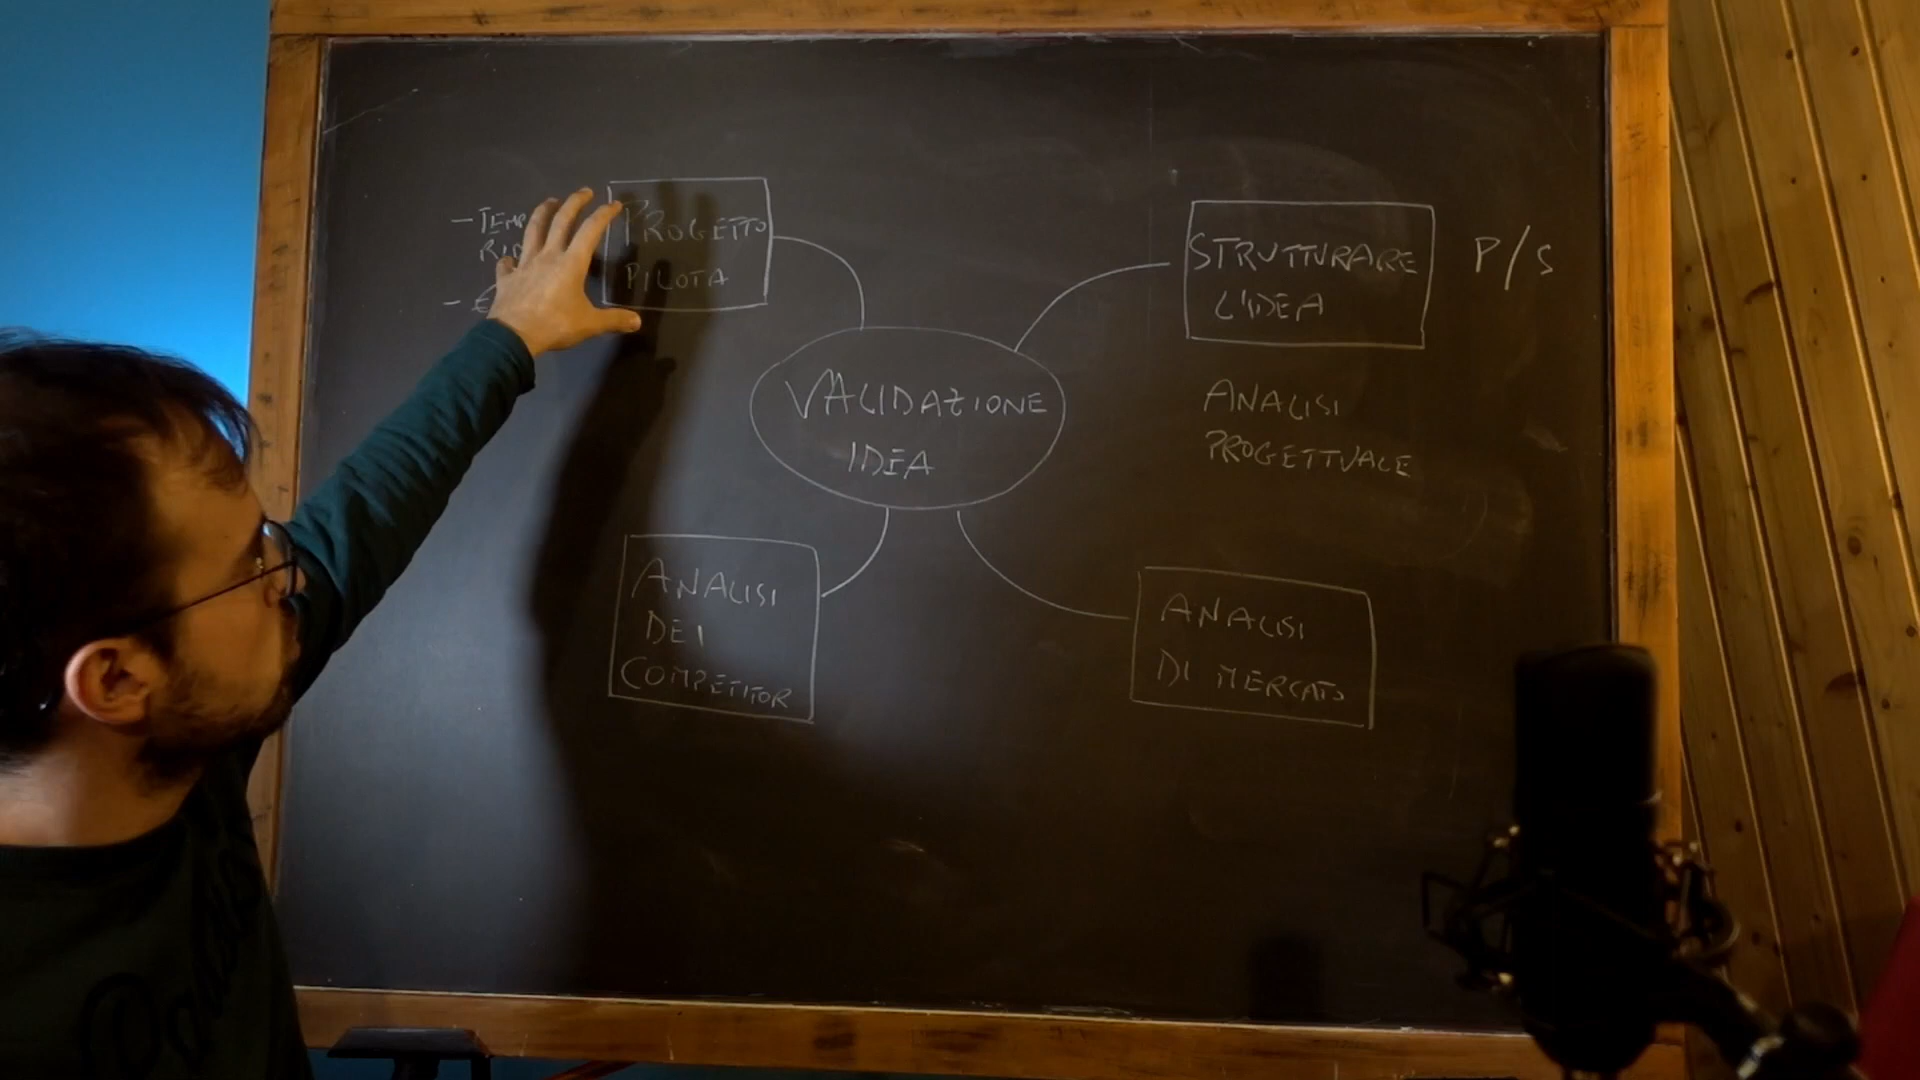 PROGETTO
PILOTA
STRUTTURARE
L'IDEA
P/S
VALIDAZIONE
IDEA
ANALISI
PROGETTUALE
ANALISI
DEI
COMPETITOR
ANALISI
DI MERCATO